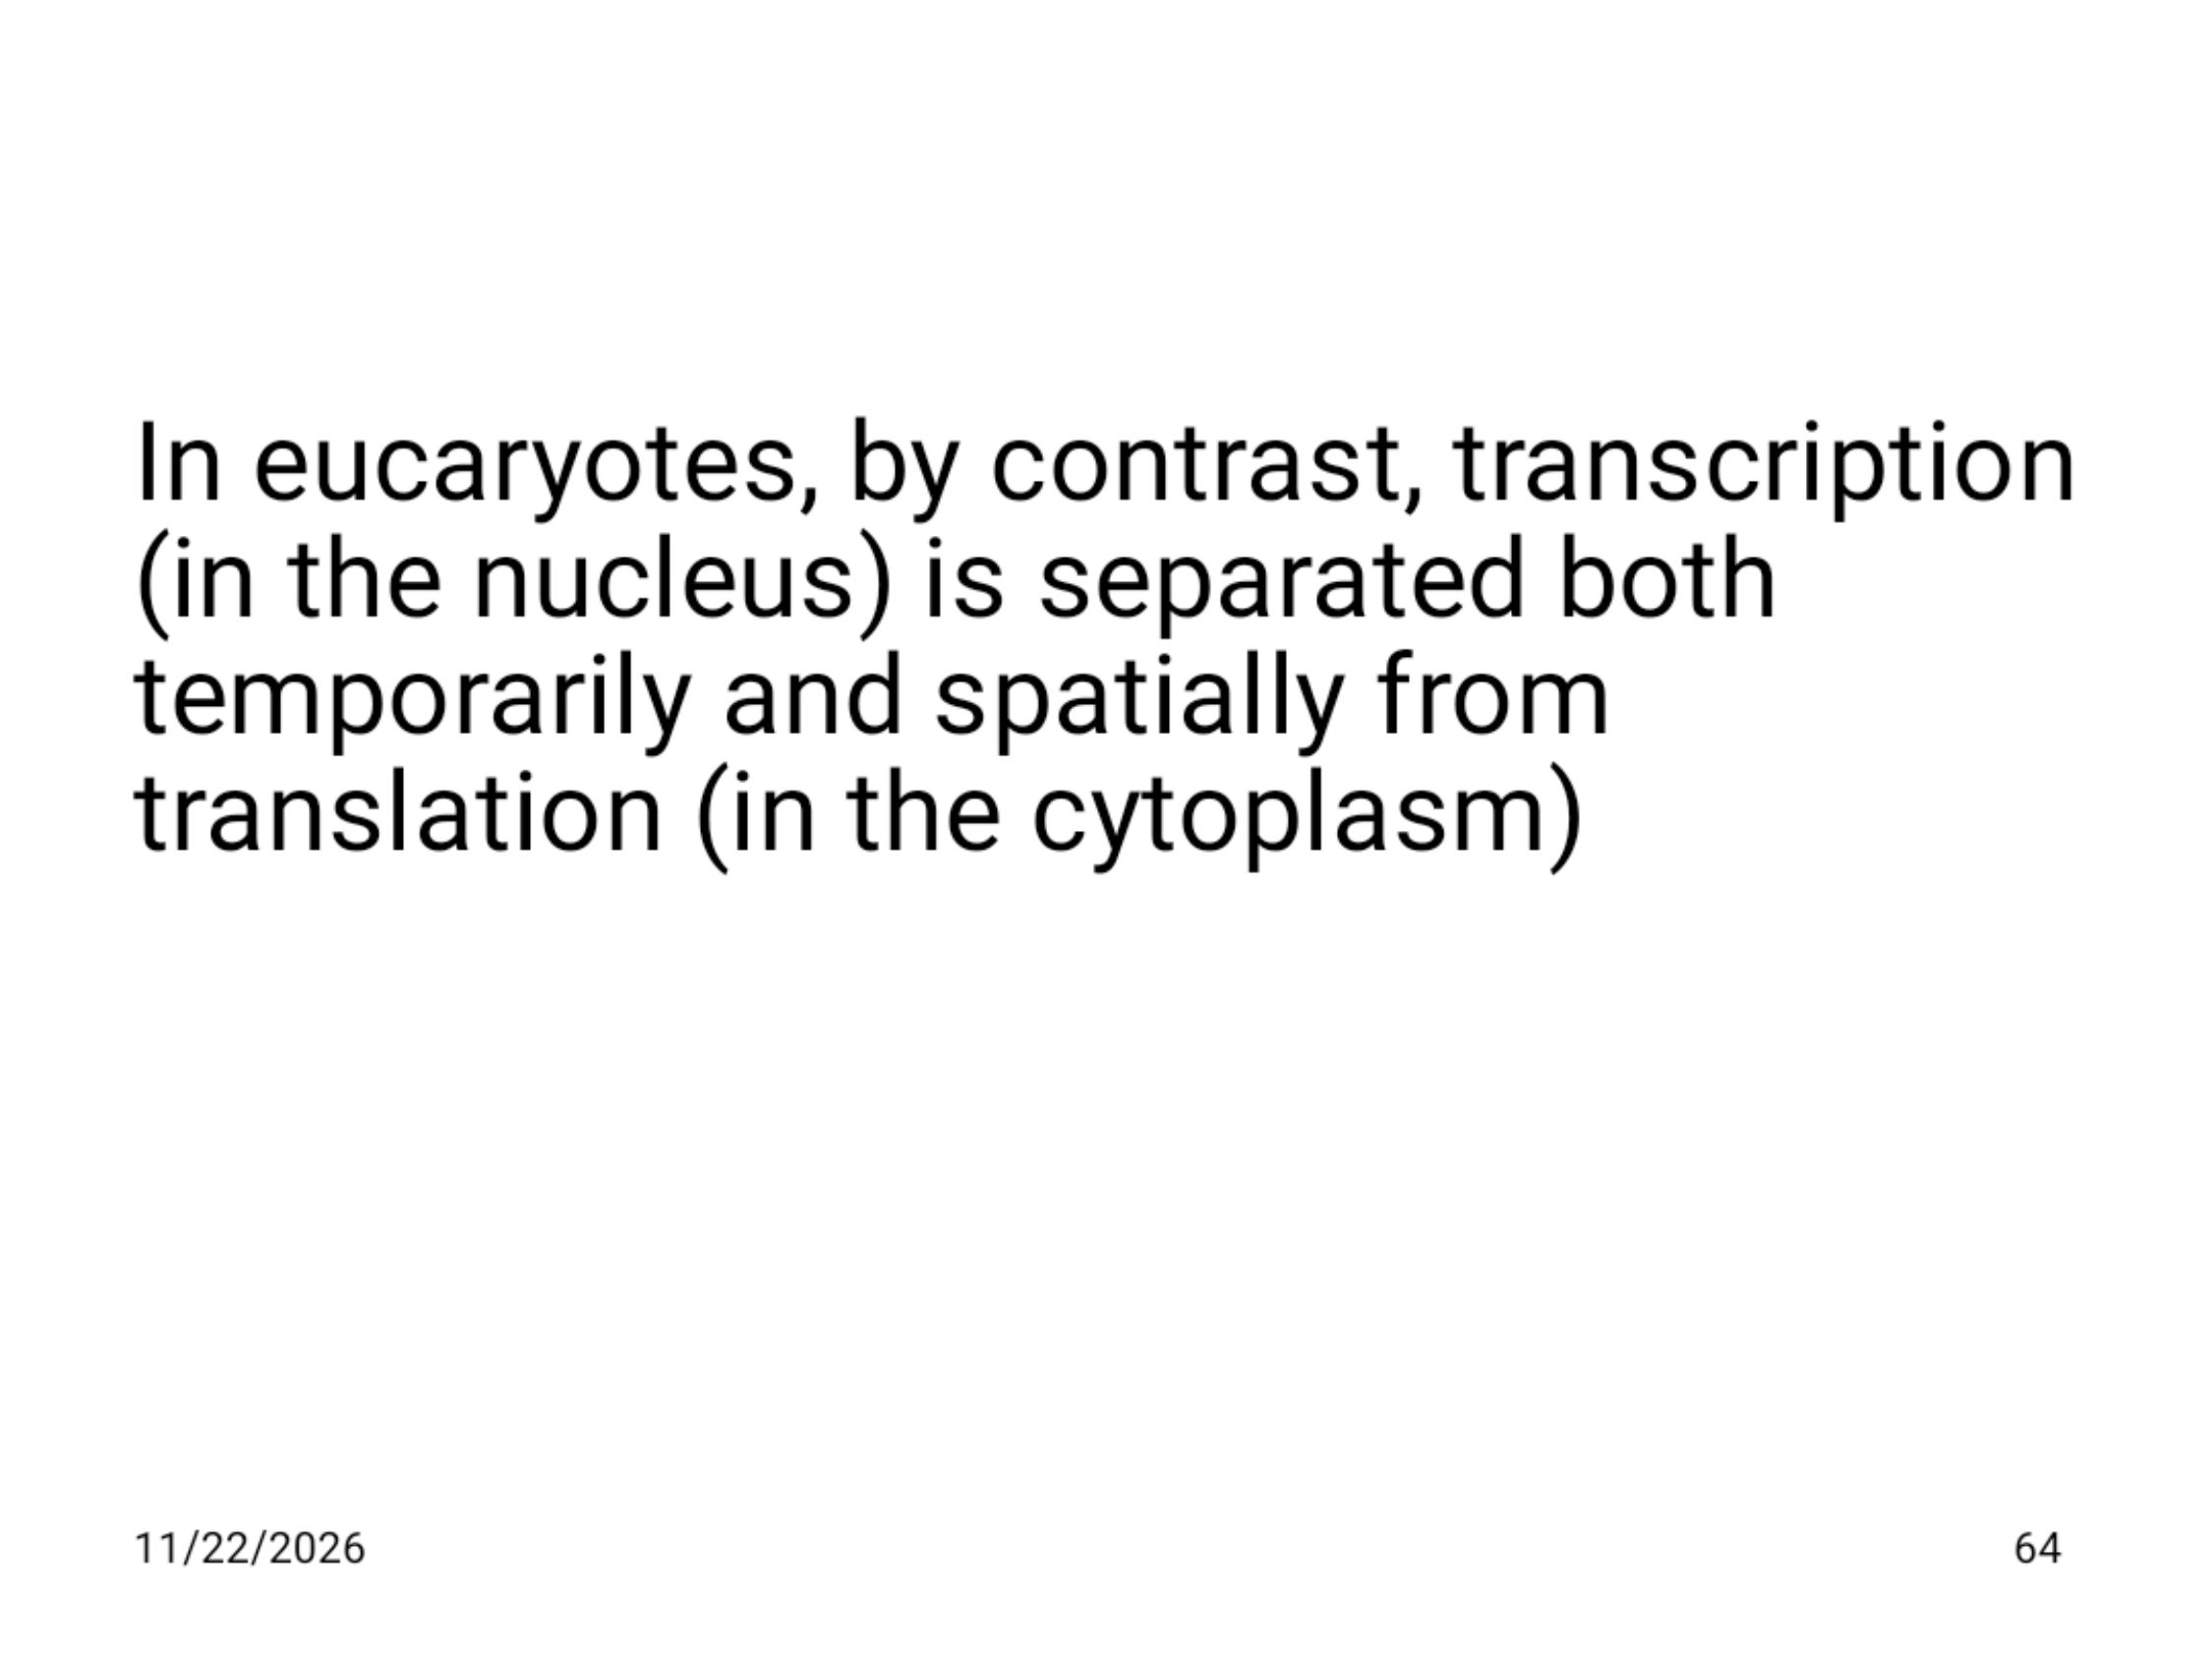 In eucaryotes, by contrast, transcription
(in the nucleus) is separated both
temporarily and spatially from
translation (in the cytoplasm)
11/22/2026
64